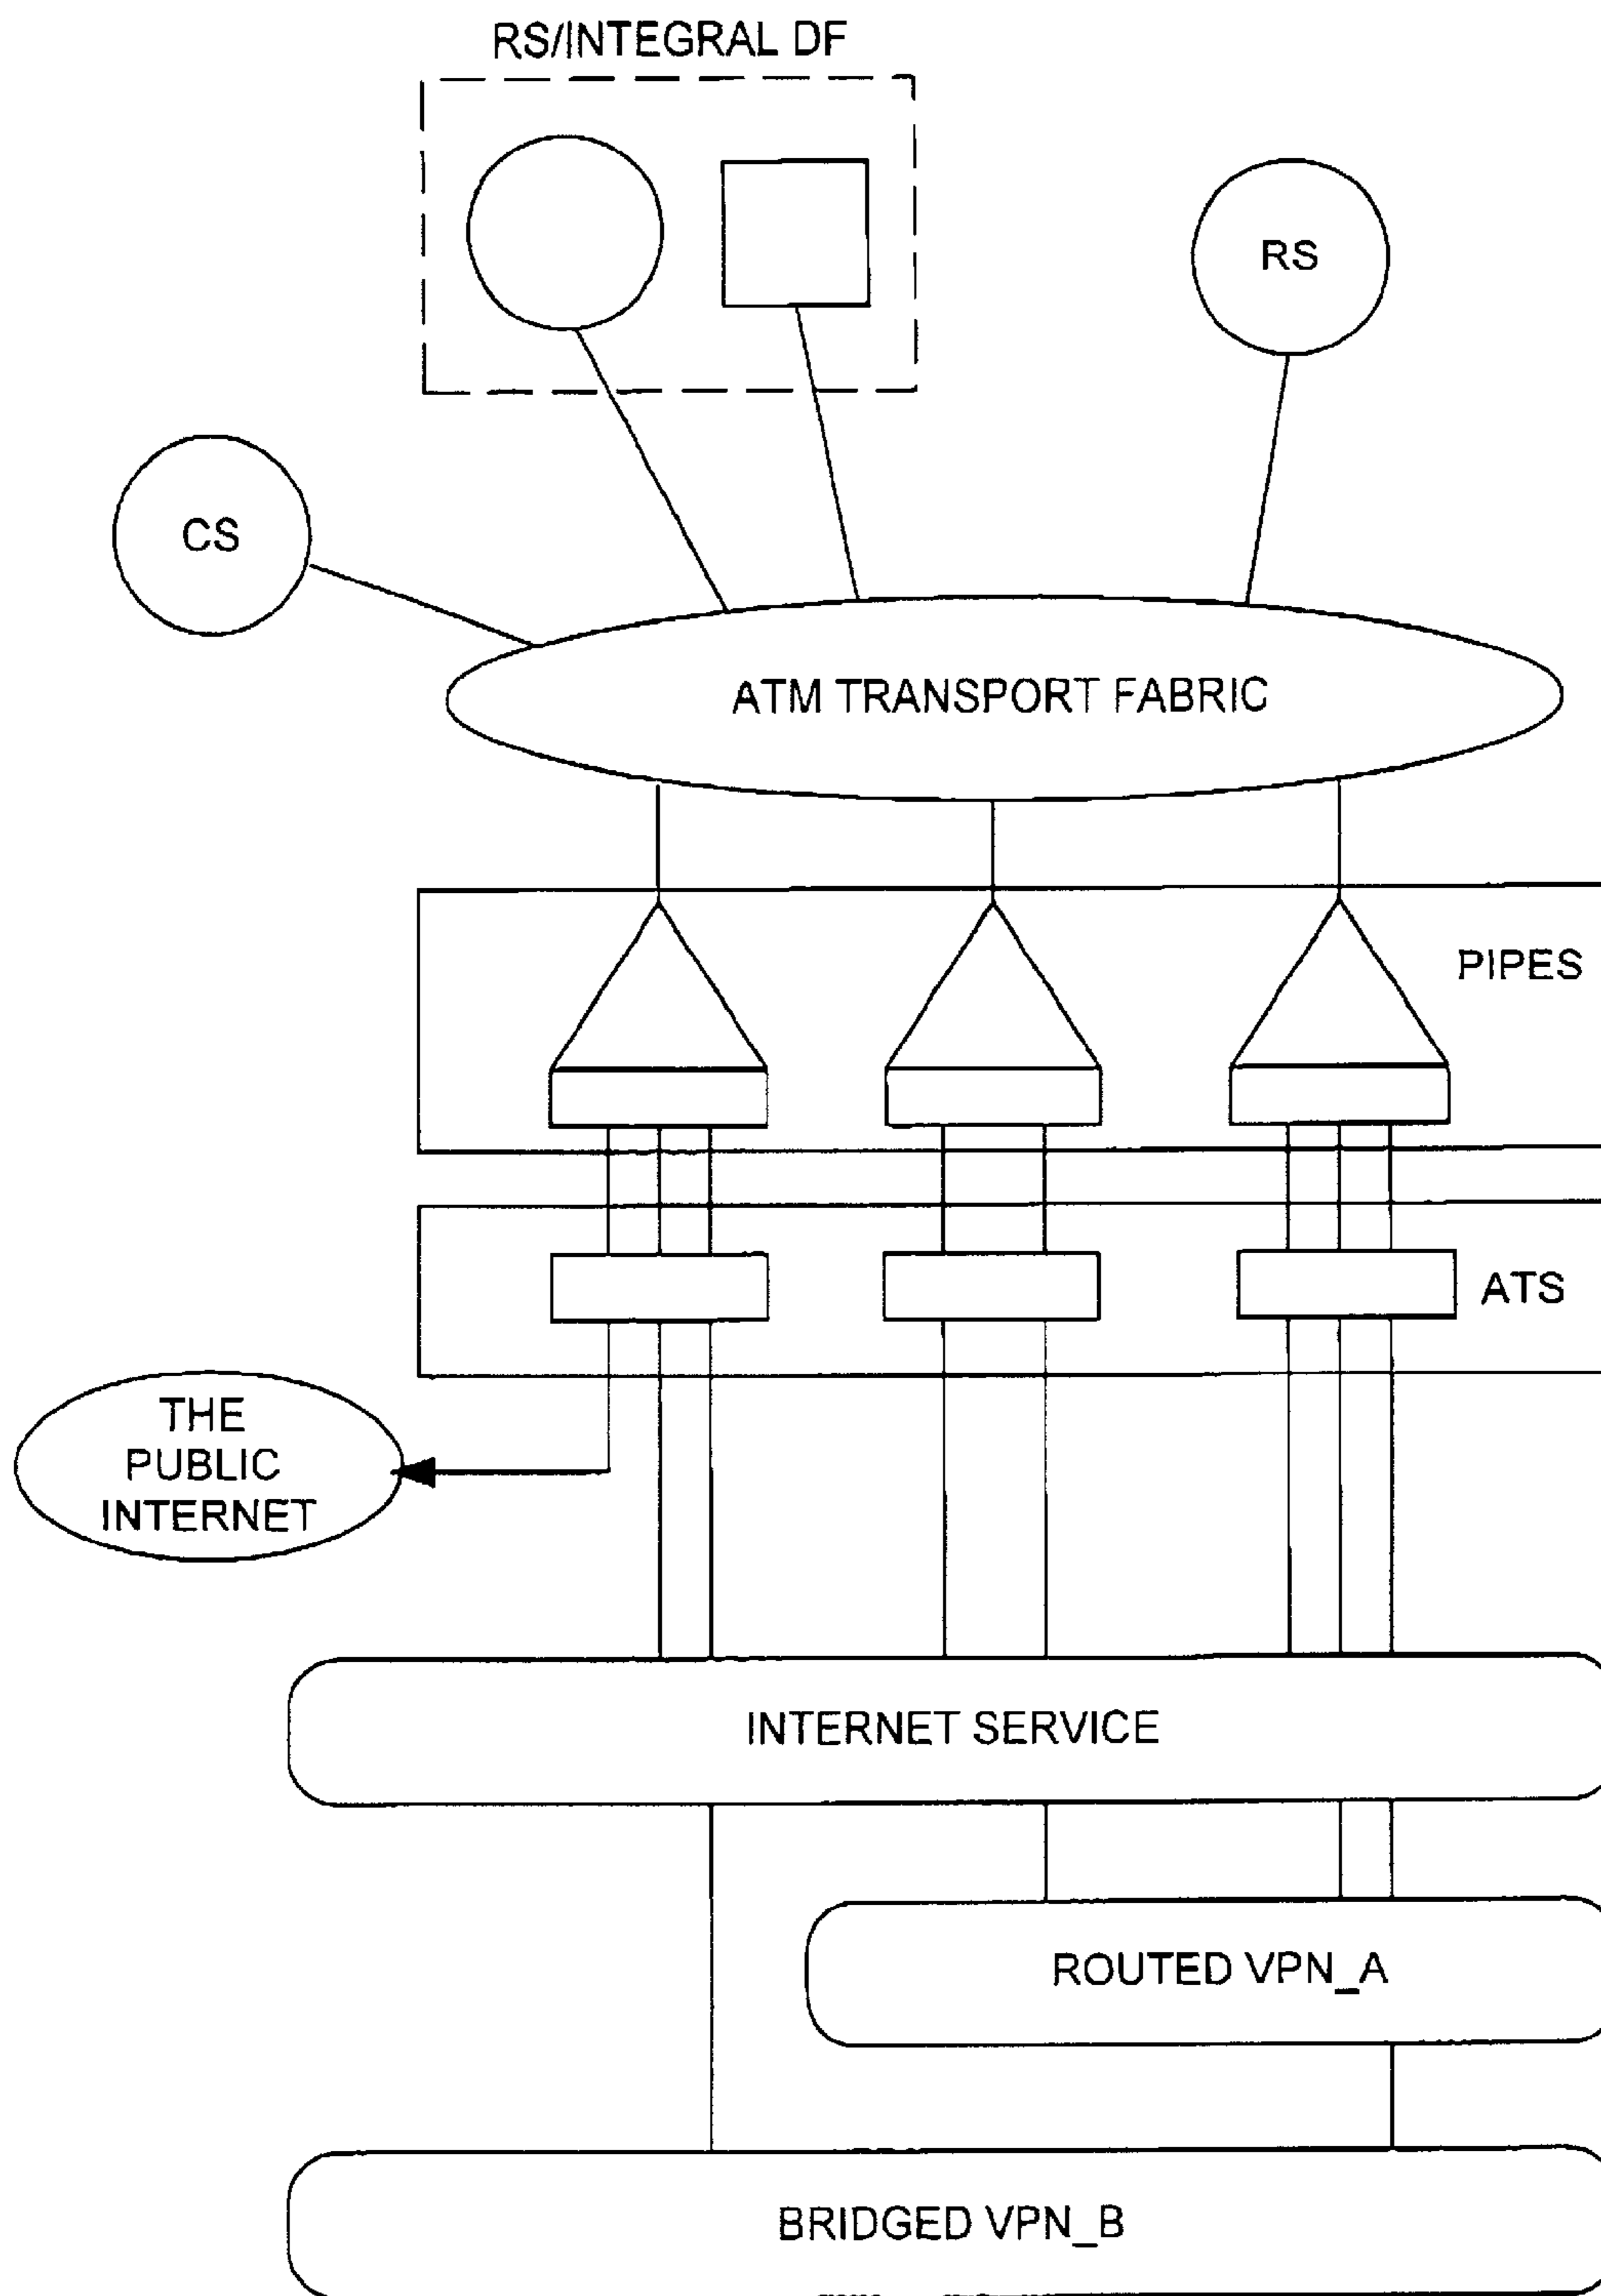 RS/INTEGRAL DF
RS
CS
ATM TRANSPORT FABRIC
PIPES
ATS
THE
PUBLIC
INTERNET
INTERNET SERVICE
ROUTED VPN_A
BRIDGED VPN_B